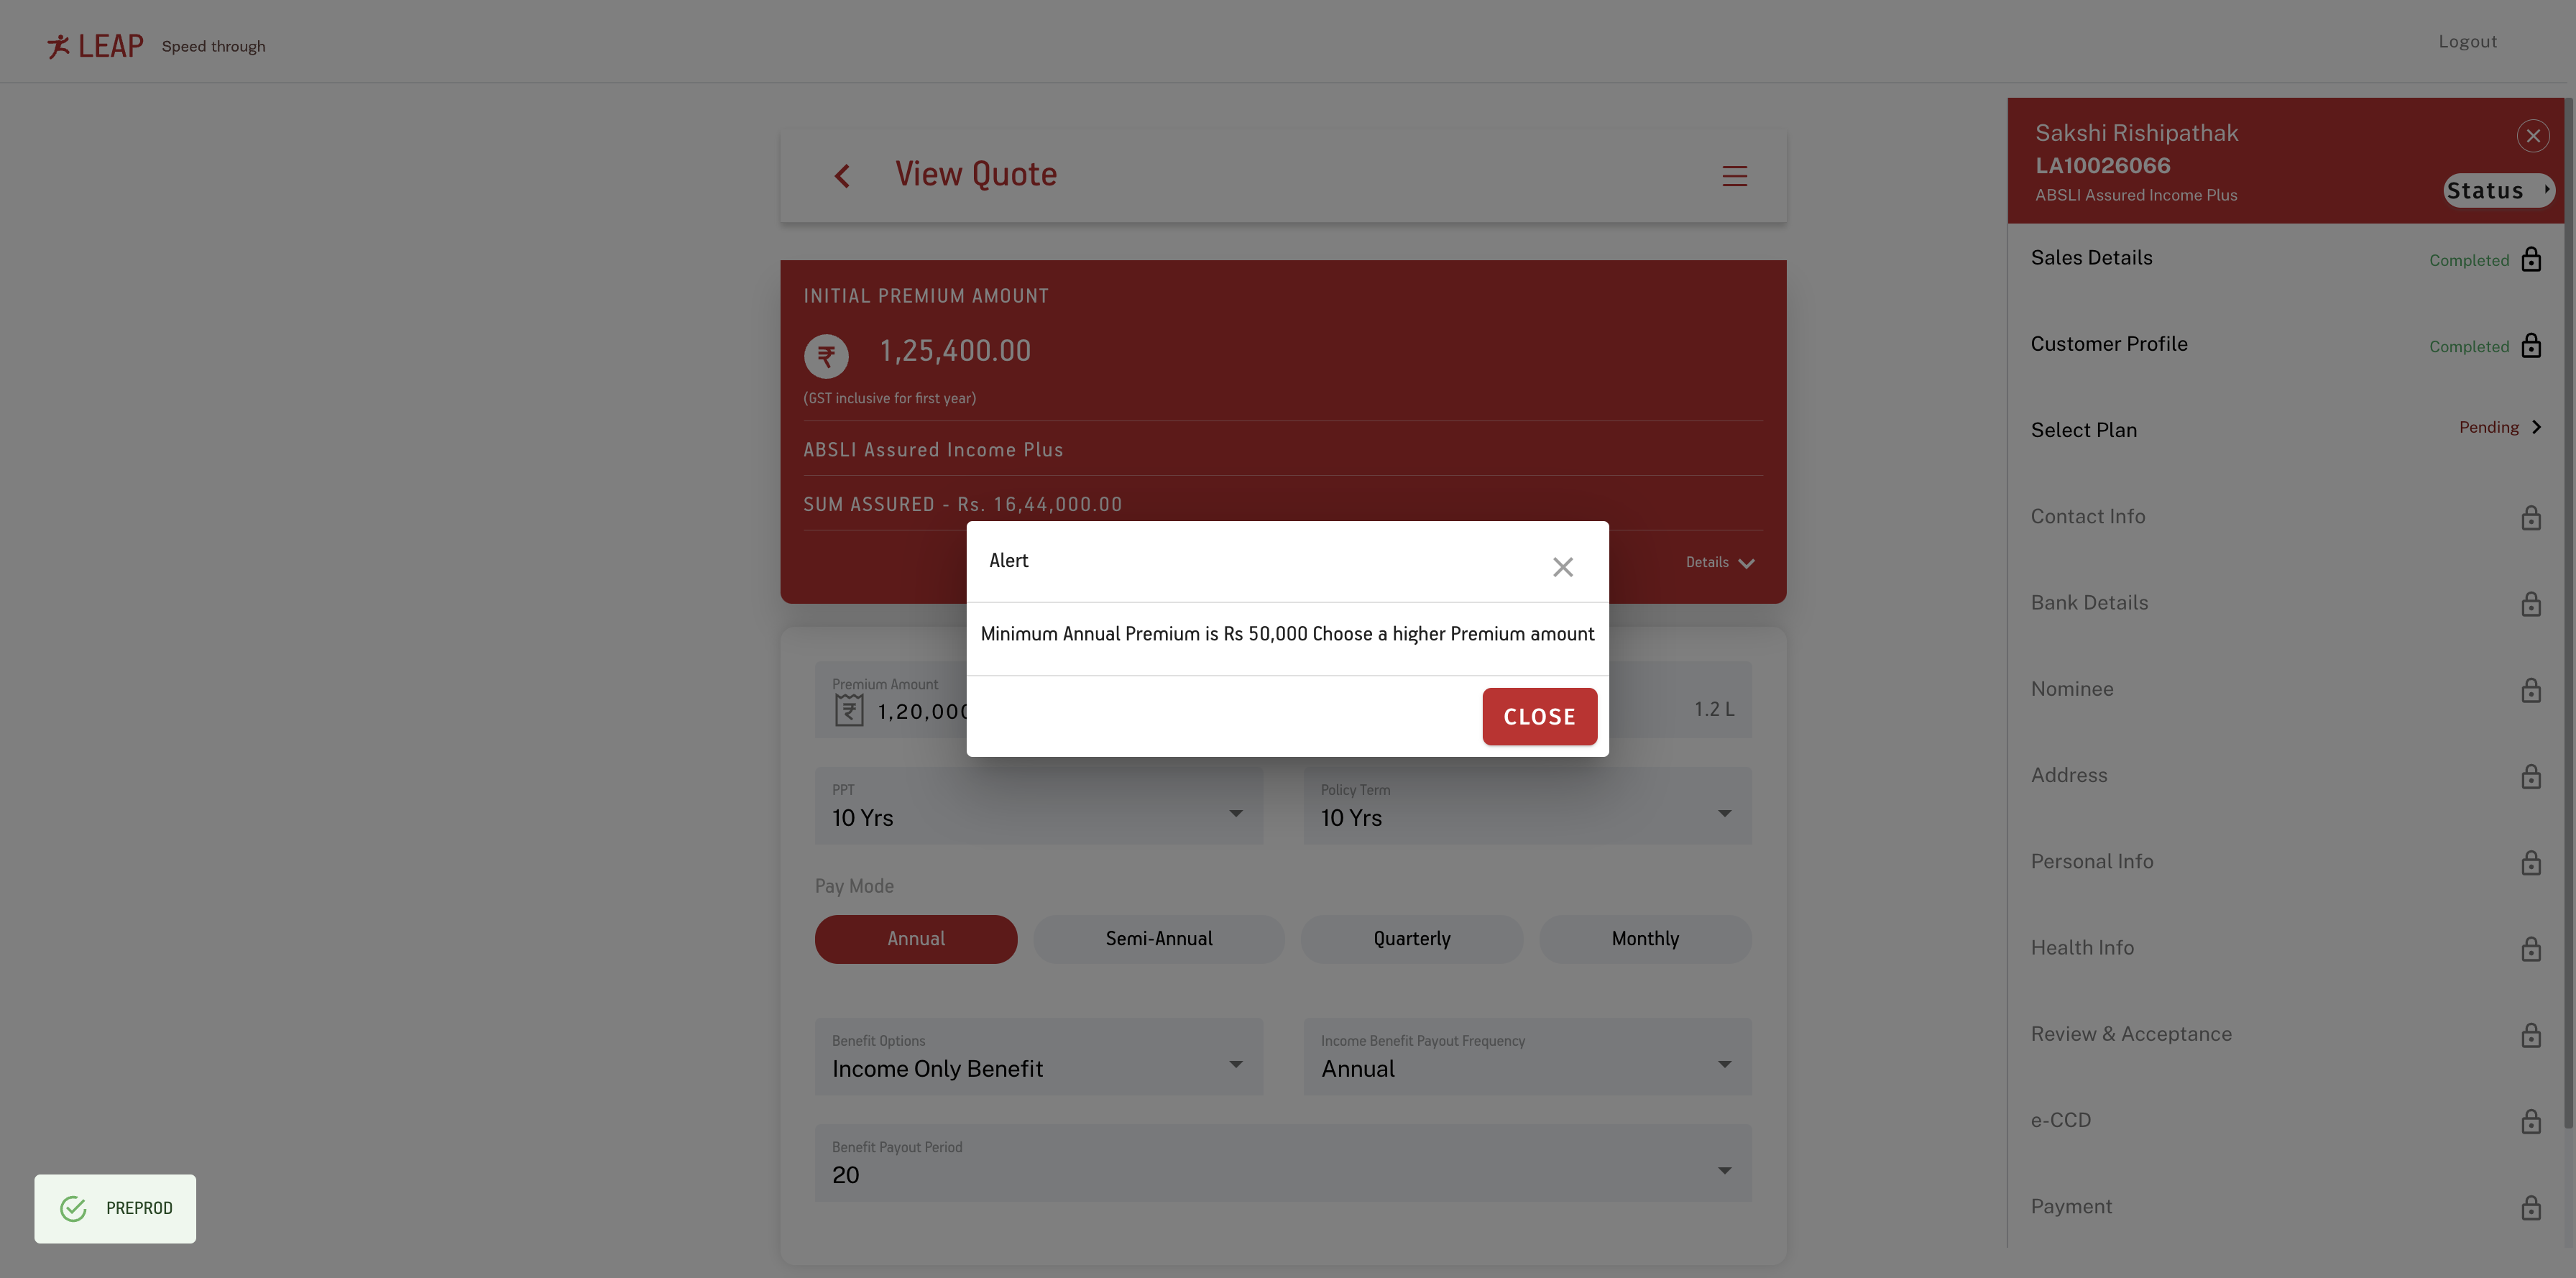 LEAP Speed through
Logout
View Quote
INITIAL PREMIUM AMOUNT
₹ 1,25,400.00
(GST inclusive for first year)
ABSLI Assured Income Plus
SUM ASSURED - Rs. 16,44,000.00
Details
Alert
Minimum Annual Premium is Rs 50,000 Choose a higher Premium amount
CLOSE
Premium Amount
₹ 1,20,000
1.2 L
PPT
10 Yrs
Policy Term
10 Yrs
Pay Mode
Annual
Semi-Annual
Quarterly
Monthly
Benefit Options
Income Only Benefit
Income Benefit Payout Frequency
Annual
Benefit Payout Period
20
PREPROD
Sakshi Rishipathak
LA10026066
ABSLI Assured Income Plus
Status
Sales Details Completed
Customer Profile Completed
Select Plan Pending
Contact Info
Bank Details
Nominee
Address
Personal Info
Health Info
Review & Acceptance
e-CCD
Payment